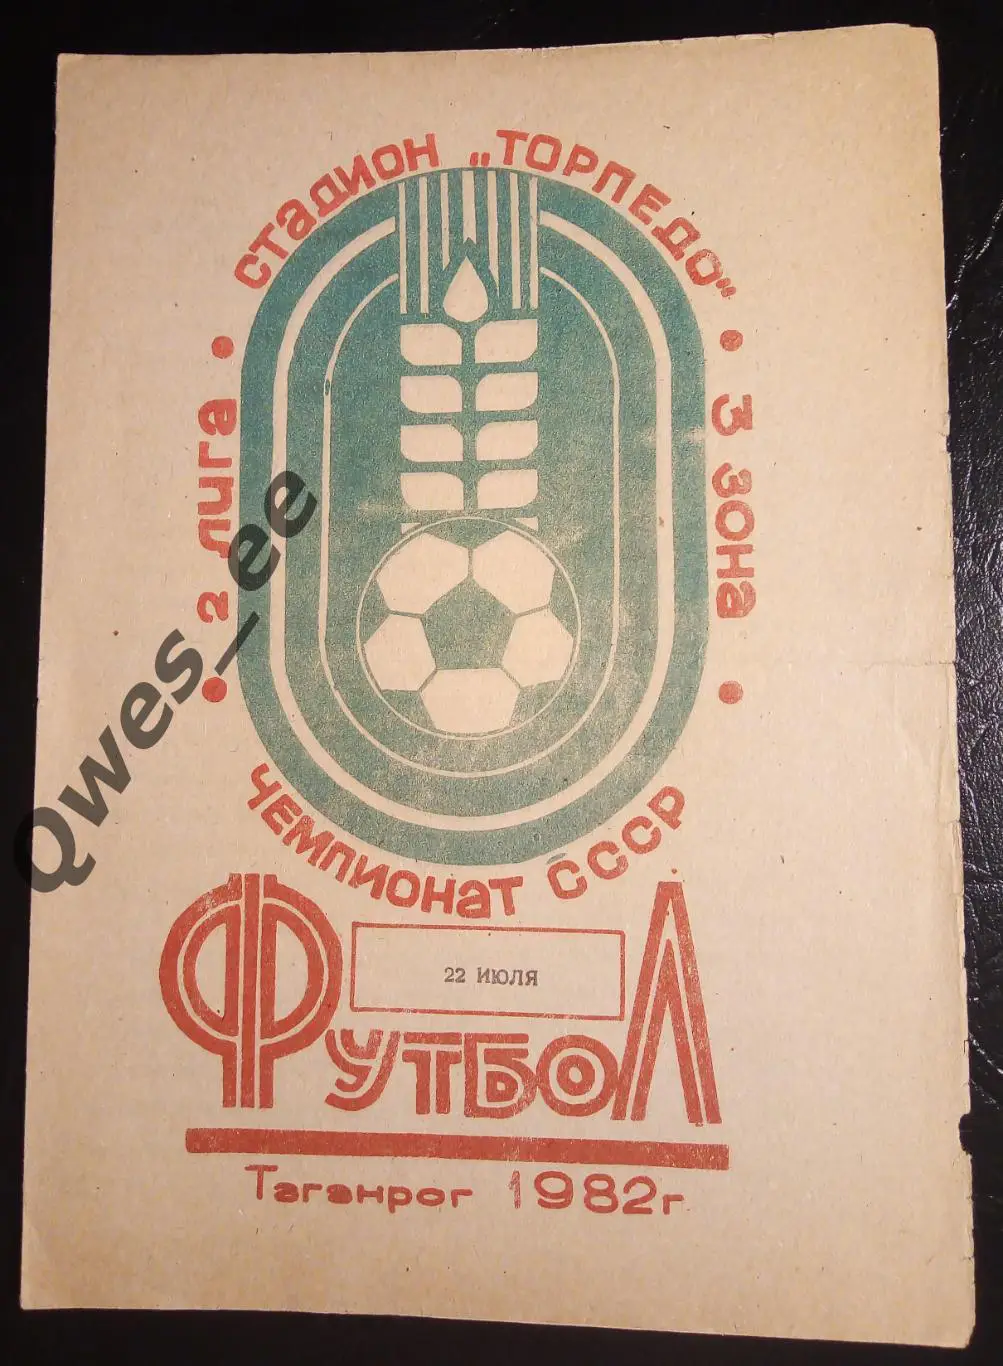 СТАДИОН „ТОРПЕДО"
2 ЛИГА
3 ЗОНА
ЧЕМПИОНАТ СССР
22 ИЮЛЯ
ФУТБОЛ
Таганрог 1982г
Qwes_ee